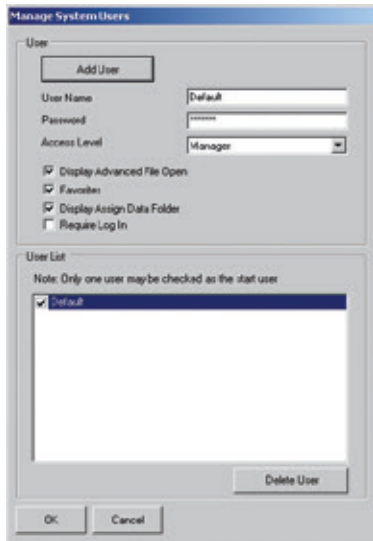 Manage System Users
User
Add User
User Name
Default
Password
*******
Access Level
Manager
Display Advanced File Open
Favorites
Display Assign Data Folder
Require Log In
User List
Note: Only one user may be checked as the start user
Default
Delete User
OK
Cancel